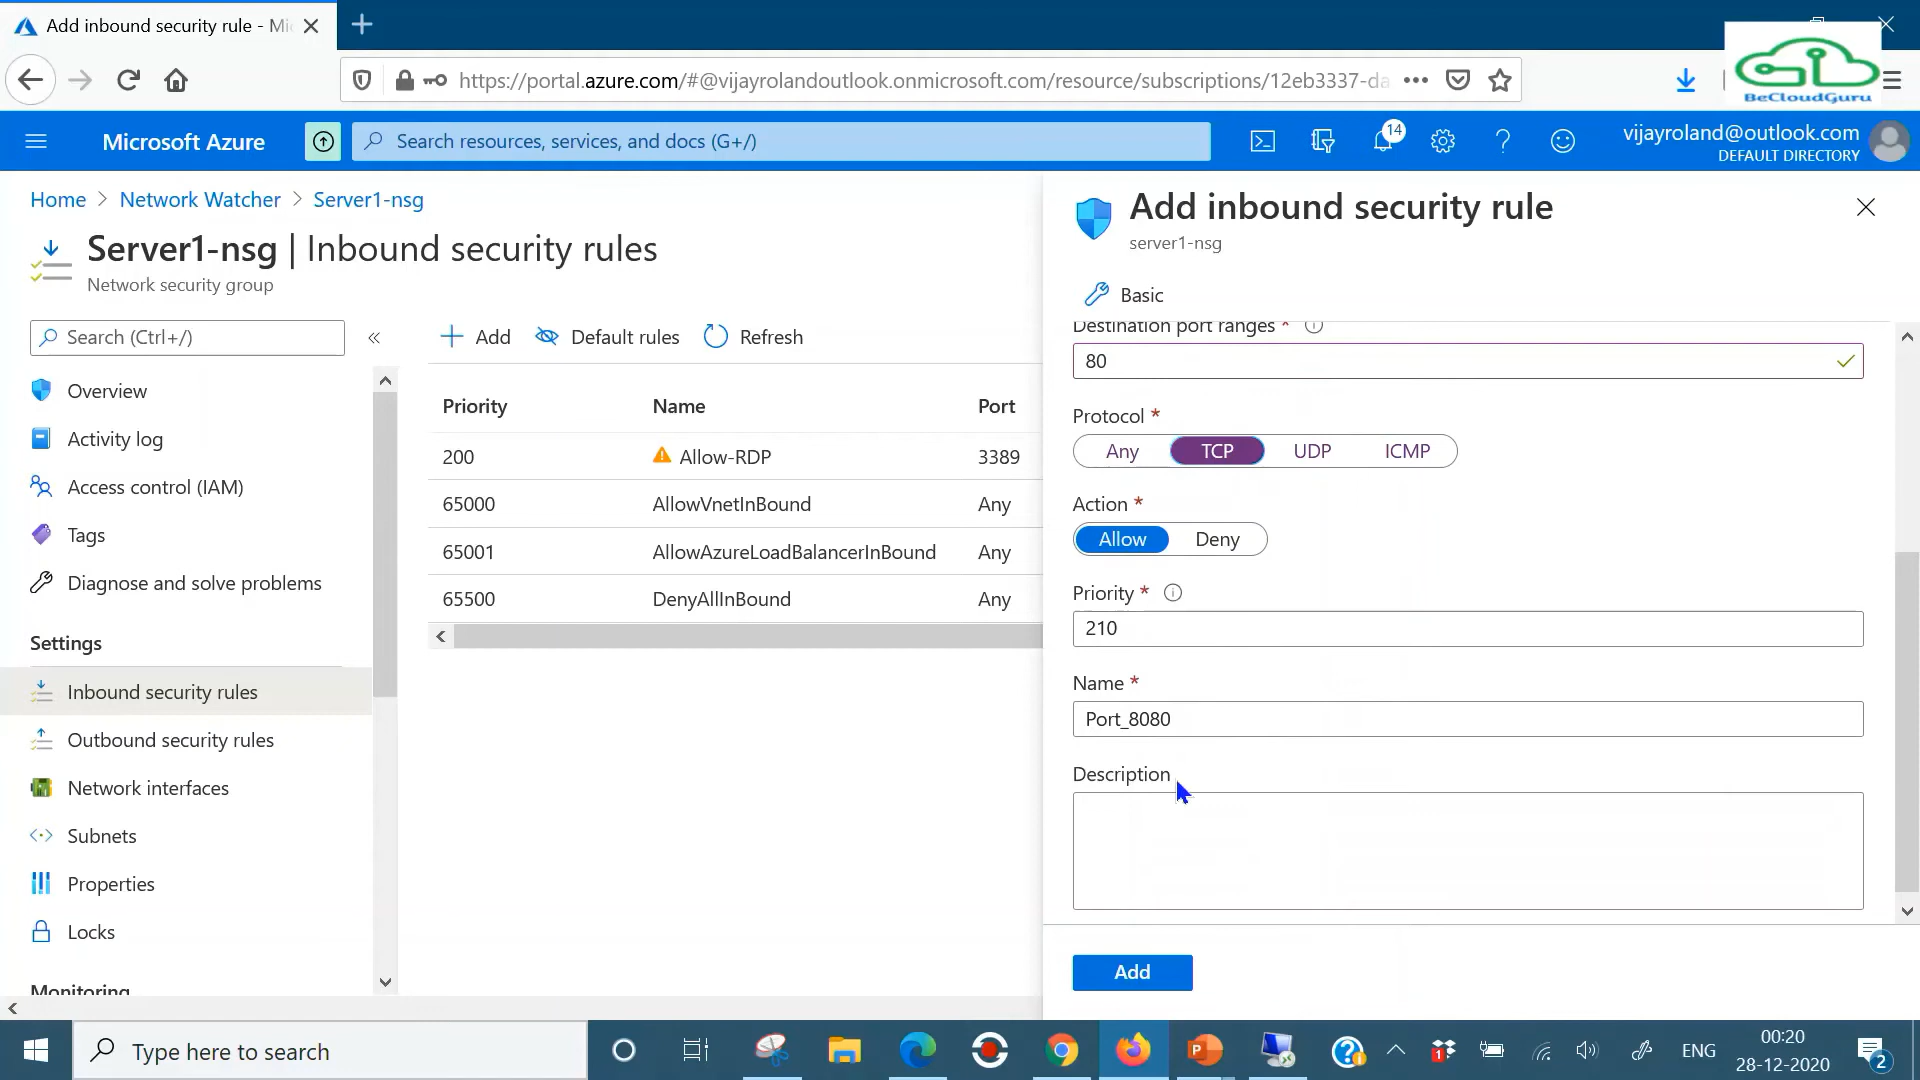 Add inbound security rule - Mi
https://portal.azure.com/#@vijayrolandoutlook.onmicrosoft.com/resource/subscriptions/12eb3337-da
BeCloudGuru
Microsoft Azure
Search resources, services, and docs (G+/)
14
vijayroland@outlook.com
DEFAULT DIRECTORY
Home > Network Watcher > Server1-nsg
Server1-nsg | Inbound security rules
Network security group
Search (Ctrl+/)
Overview
Activity log
Access control (IAM)
Tags
Diagnose and solve problems
Settings
Inbound security rules
Outbound security rules
Network interfaces
Subnets
Properties
Locks
Monitoring
Add Default rules Refresh
Priority Name Port
200 Allow-RDP 3389
65000 AllowVnetInBound Any
65001 AllowAzureLoadBalancerInBound Any
65500 DenyAllInBound Any
Add inbound security rule
server1-nsg
Basic
Destination port ranges *
80
Protocol *
Any TCP UDP ICMP
Action *
Allow Deny
Priority *
210
Name *
Port_8080
Description
Add
Type here to search
1
ENG
00:20
28-12-2020
2